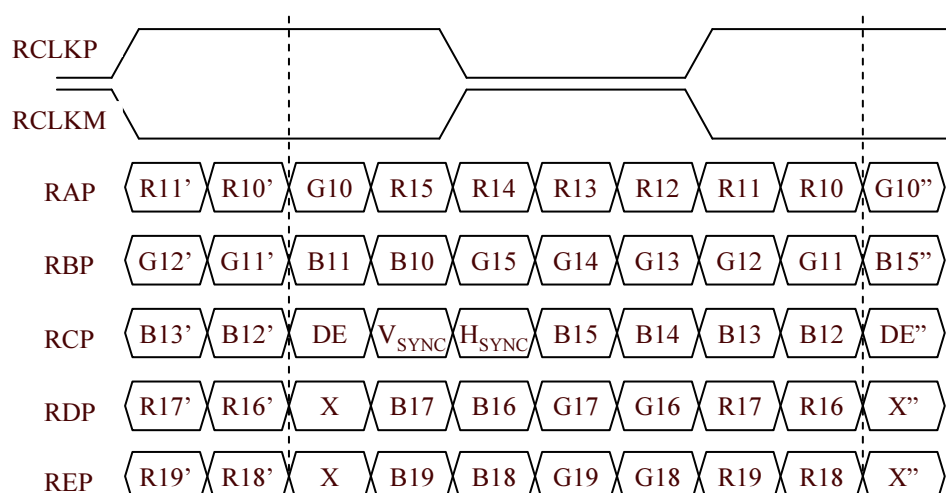 RCLKP
RCLKM
RAP R11’ R10’ G10 R15 R14 R13 R12 R11 R10 G10”
RBP G12’ G11’ B11 B10 G15 G14 G13 G12 G11 B15”
RCP B13’ B12’ DE VSYNC HSYNC B15 B14 B13 B12 DE”
RDP R17’ R16’ X B17 B16 G17 G16 R17 R16 X”
REP R19’ R18’ X B19 B18 G19 G18 R19 R18 X”